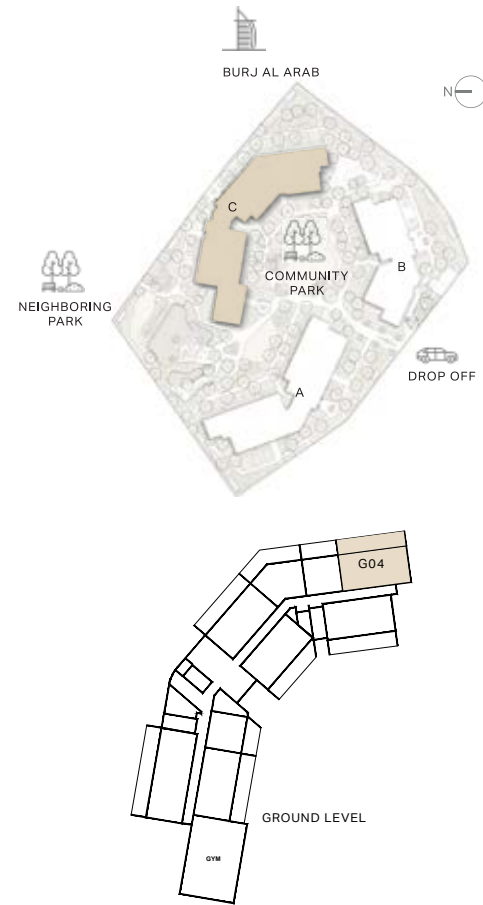 BURJ AL ARAB
N
C
COMMUNITY
PARK
B
NEIGHBORING
PARK
DROP OFF
A
G04
GROUND LEVEL
GYM